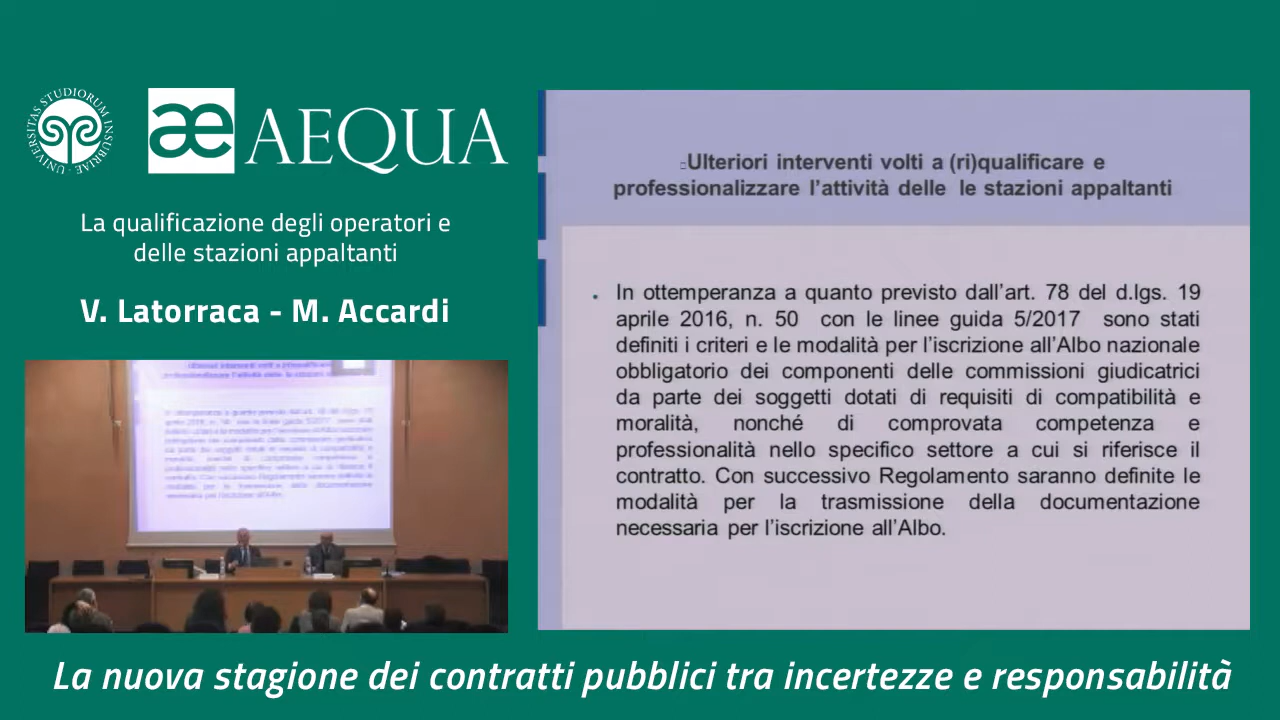 UNIVERSITAS STUDIORUM INSUBRIAE
æ AEQUA
La qualificazione degli operatori e
delle stazioni appaltanti
V. Latorraca - M. Accardi
Ulteriori interventi volti a (ri)qualificare e
professionalizzare l'attività delle le stazioni appaltanti
In ottemperanza a quanto previsto dall'art. 78 del d.lgs. 19
aprile 2016, n. 50 con le linee guida 5/2017 sono stati
definiti i criteri e le modalità per l'iscrizione all'Albo nazionale
obbligatorio dei componenti delle commissioni giudicatrici
da parte dei soggetti dotati di requisiti di compatibilità e
moralità, nonché di comprovata competenza e
professionalità nello specifico settore a cui si riferisce il
contratto. Con successivo Regolamento saranno definite le
modalità per la trasmissione della documentazione
necessaria per l'iscrizione all'Albo.
La nuova stagione dei contratti pubblici tra incertezze e responsabilità